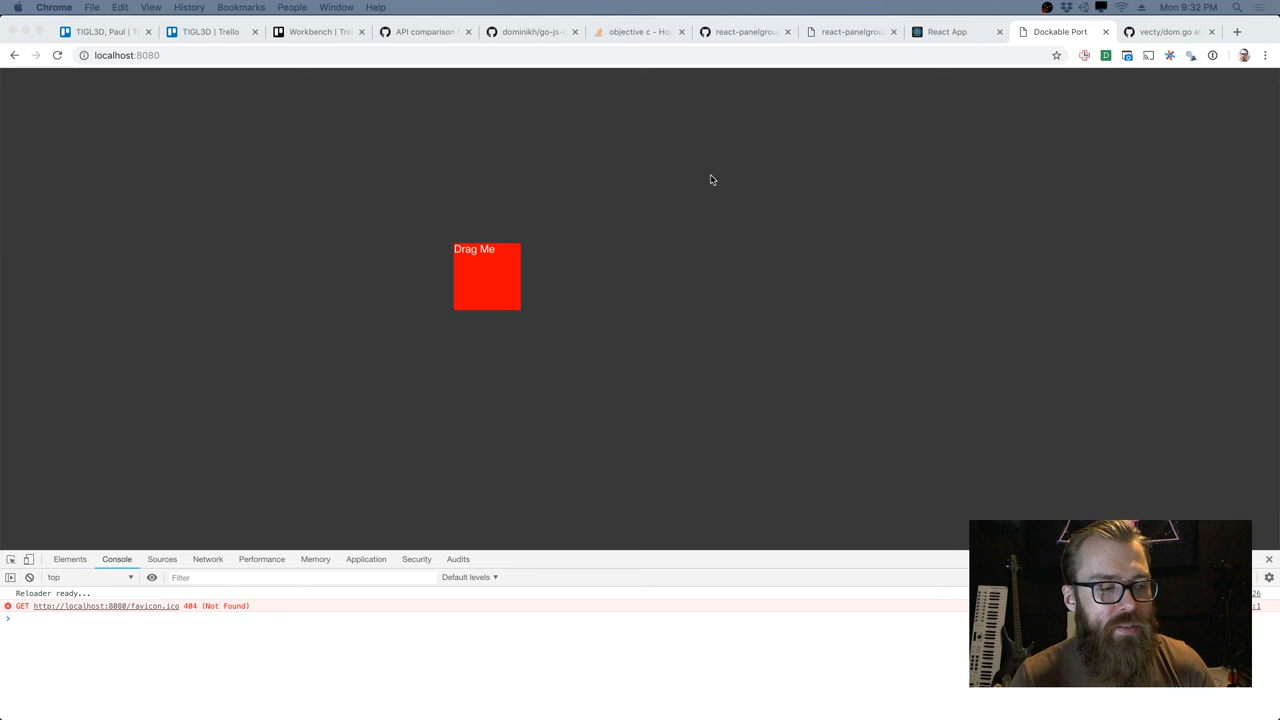 Chrome File Edit View History Bookmarks People Window Help Mon 9:32 PM
TIGL3D, Paul | T TIGL3D | Trello Workbench | Tre API comparison dominikh/go-js-d objective c - Ho react-panelgrou react-panelgrou React App Dockable Port vecty/dom.go at
localhost:8080
Drag Me
Elements Console Sources Network Performance Memory Application Security Audits
top Filter Default levels
Reloader ready... 26
GET http://localhost:8080/favicon.ico 404 (Not Found) :1